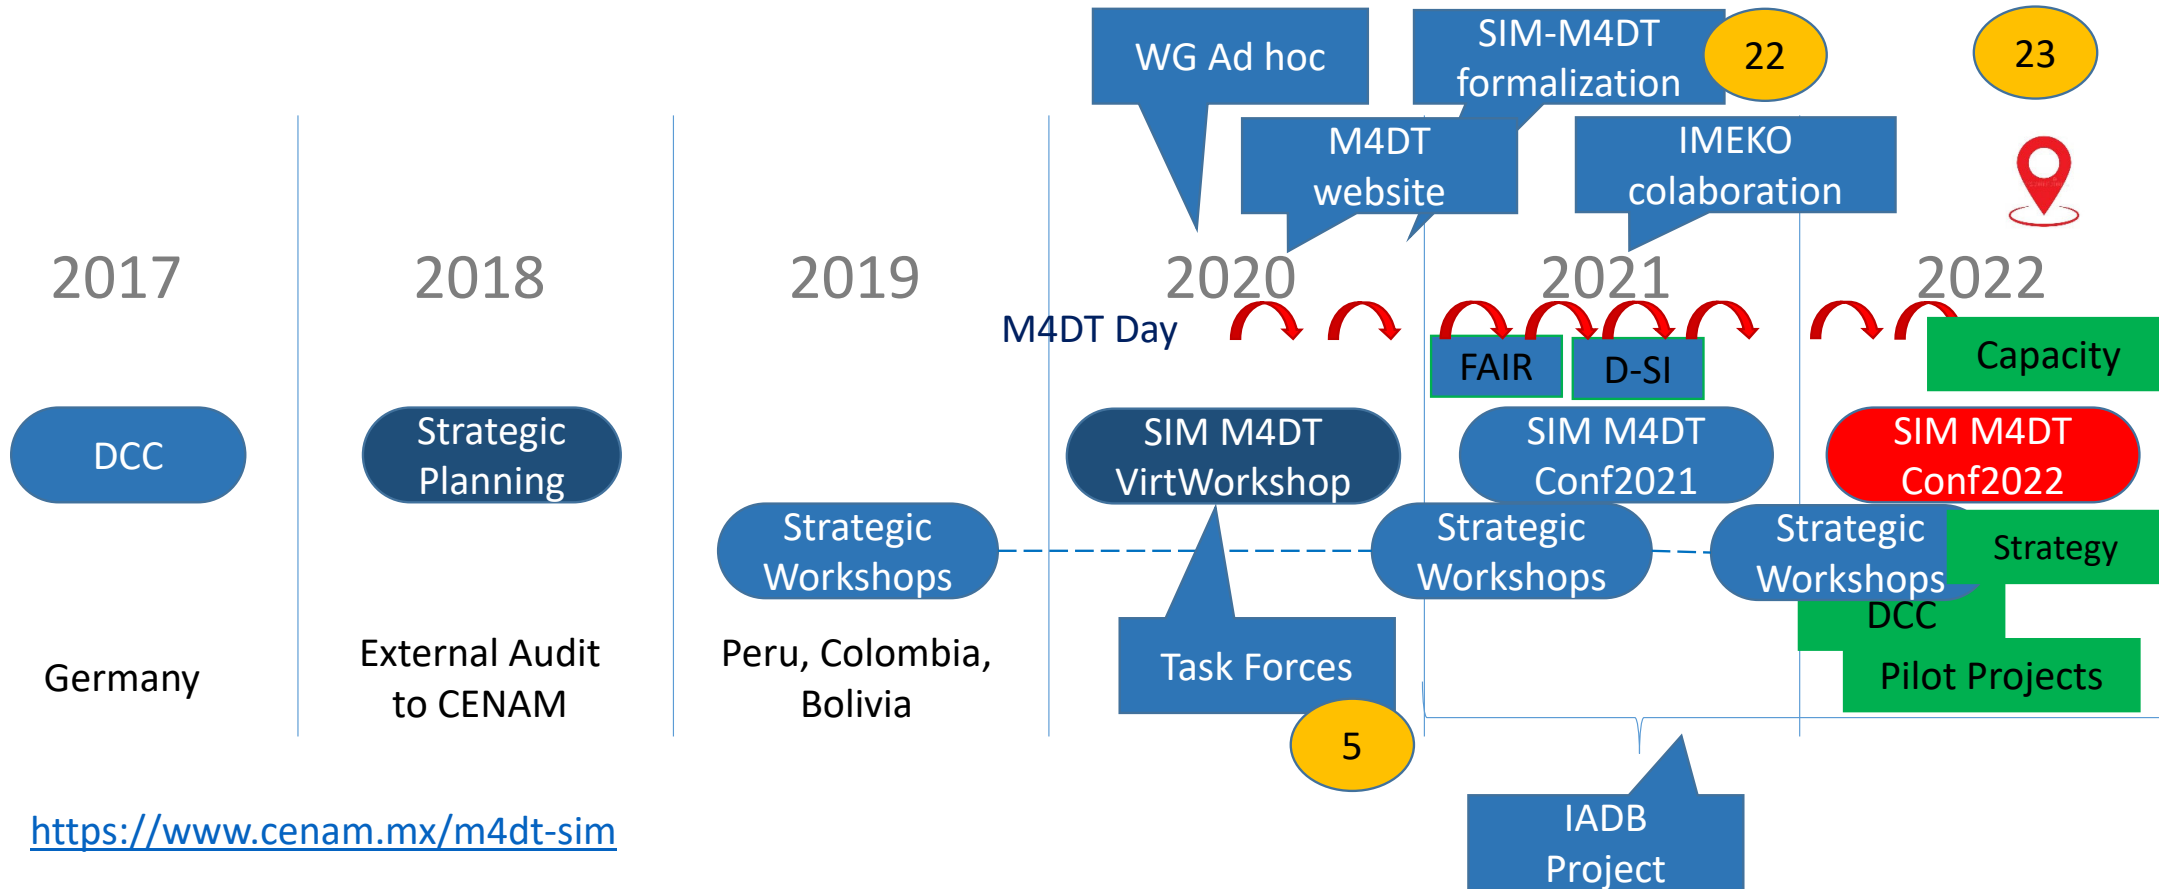 WG Ad hoc
SIM-M4DT
formalization
22
23
M4DT
website
IMEKO
colaboration
2017
2018
2019
2020
2021
2022
M4DT Day
FAIR
D-SI
Capacity
DCC
Strategic
Planning
SIM M4DT
VirtWorkshop
SIM M4DT
Conf2021
SIM M4DT
Conf2022
Strategic
Workshops
Strategic
Workshops
Strategic
Workshops
Strategy
DCC
Germany
External Audit
to CENAM
Peru, Colombia,
Bolivia
Task Forces
Pilot Projects
5
IADB
Project
https://www.cenam.mx/m4dt-sim